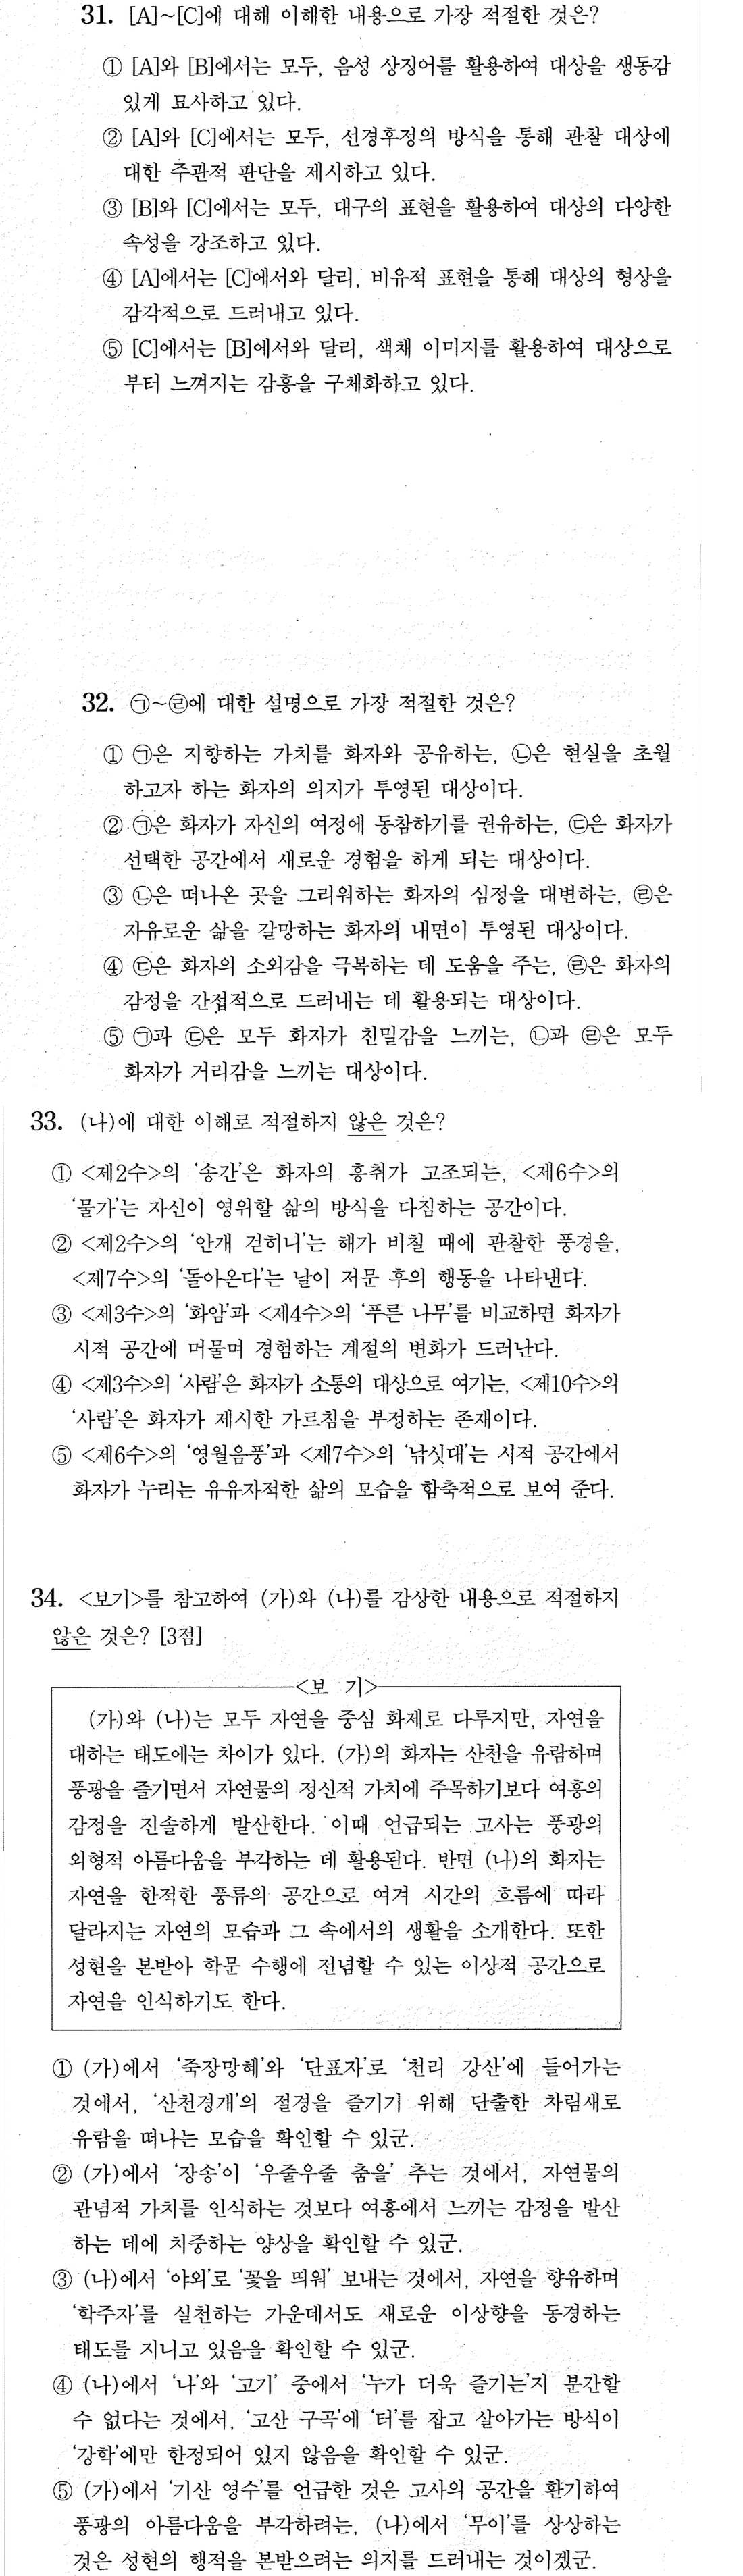 31. [A]~[C]에 대해 이해한 내용으로 가장 적절한 것은?
① [A]와 [B]에서는 모두, 음성 상징어를 활용하여 대상을 생동감
있게 묘사하고 있다.
② [A]와 [C]에서는 모두, 선경후정의 방식을 통해 관찰 대상에
대한 주관적 판단을 제시하고 있다.
③ [B]와 [C]에서는 모두, 대구의 표현을 활용하여 대상의 다양한
속성을 강조하고 있다.
④ [A]에서는 [C]에서와 달리, 비유적 표현을 통해 대상의 형상을
감각적으로 드러내고 있다.
⑤ [C]에서는 [B]에서와 달리, 색채 이미지를 활용하여 대상으로
부터 느껴지는 감흥을 구체화하고 있다.
32. ㉠~㉣에 대한 설명으로 가장 적절한 것은?
① ㉠은 지향하는 가치를 화자와 공유하는, ㉡은 현실을 초월
하고자 하는 화자의 의지가 투영된 대상이다.
② ㉠은 화자가 자신의 여정에 동참하기를 권유하는, ㉢은 화자가
선택한 공간에서 새로운 경험을 하게 되는 대상이다.
③ ㉡은 떠나온 곳을 그리워하는 화자의 심정을 대변하는, ㉣은
자유로운 삶을 갈망하는 화자의 내면이 투영된 대상이다.
④ ㉢은 화자의 소외감을 극복하는 데 도움을 주는, ㉣은 화자의
감정을 간접적으로 드러내는 데 활용되는 대상이다.
⑤ ㉠과 ㉢은 모두 화자가 친밀감을 느끼는, ㉡과 ㉣은 모두
화자가 거리감을 느끼는 대상이다.
33. (나)에 대한 이해로 적절하지 않은 것은?
① <제2수>의 ‘송간’은 화자의 흥취가 고조되는, <제6수>의
‘물가’는 자신이 영위할 삶의 방식을 다짐하는 공간이다.
② <제2수>의 ‘안개 걷히니’는 해가 비칠 때에 관찰한 풍경을,
<제7수>의 ‘돌아온다’는 날이 저문 후의 행동을 나타낸다.
③ <제3수>의 ‘화암’과 <제4수>의 ‘푸른 나무’를 비교하면 화자가
시적 공간에 머물며 경험하는 계절의 변화가 드러난다.
④ <제3수>의 ‘사람’은 화자가 소통의 대상으로 여기는, <제10수>의
‘사람’은 화자가 제시한 가르침을 부정하는 존재이다.
⑤ <제6수>의 ‘영월음풍’과 <제7수>의 ‘낚싯대’는 시적 공간에서
화자가 누리는 유유자적한 삶의 모습을 함축적으로 보여 준다.
34. <보기>를 참고하여 (가)와 (나)를 감상한 내용으로 적절하지
않은 것은? [3점]
<보 기>
(가)와 (나)는 모두 자연을 중심 화제로 다루지만, 자연을
대하는 태도에는 차이가 있다. (가)의 화자는 산천을 유람하며
풍광을 즐기면서 자연물의 정신적 가치에 주목하기보다 여흥의
감정을 진솔하게 발산한다. 이때 언급되는 고사는 풍광의
외형적 아름다움을 부각하는 데 활용된다. 반면 (나)의 화자는
자연을 한적한 풍류의 공간으로 여겨 시간의 흐름에 따라
달라지는 자연의 모습과 그 속에서의 생활을 소개한다. 또한
성현을 본받아 학문 수행에 전념할 수 있는 이상적 공간으로
자연을 인식하기도 한다.
① (가)에서 ‘죽장망혜’와 ‘단표자’로 ‘천리 강산’에 들어가는
것에서, ‘산천경개’의 절경을 즐기기 위해 단출한 차림새로
유람을 떠나는 모습을 확인할 수 있군.
② (가)에서 ‘장송’이 ‘우줄우줄 춤을’ 추는 것에서, 자연물의
관념적 가치를 인식하는 것보다 여흥에서 느끼는 감정을 발산
하는 데에 치중하는 양상을 확인할 수 있군.
③ (나)에서 ‘야외’로 ‘꽃을 띄워’ 보내는 것에서, 자연을 향유하며
‘학주자’를 실천하는 가운데서도 새로운 이상향을 동경하는
태도를 지니고 있음을 확인할 수 있군.
④ (나)에서 ‘나’와 ‘고기’ 중에서 ‘누가 더욱 즐기는’지 분간할
수 없다는 것에서, ‘고산 구곡’에 ‘터’를 잡고 살아가는 방식이
‘강학’에만 한정되어 있지 않음을 확인할 수 있군.
⑤ (가)에서 ‘기산 영수’를 언급한 것은 고사의 공간을 환기하여
풍광의 아름다움을 부각하려는, (나)에서 ‘무이’를 상상하는
것은 성현의 행적을 본받으려는 의지를 드러내는 것이겠군.